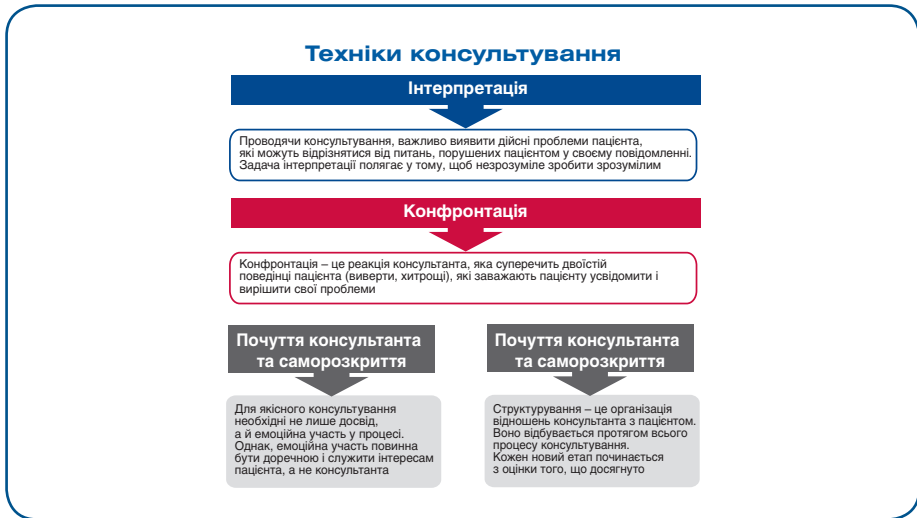 Техніки консультування
Інтерпретація
Проводячи консультування, важливо виявити дійсні проблеми пацієнта,
які можуть відрізнятися від питань, порушених пацієнтом у своєму повідомленні.
Задача інтерпретації полягає у тому, щоб незрозуміле зробити зрозумілим
Конфронтація
Конфронтація – це реакція консультанта, яка суперечить двоїстій
поведінці пацієнта (виверти, хитрощі), які заважають пацієнту усвідомити і
вирішити свої проблеми
Почуття консультанта
та саморозкриття
Для якісного консультування
необхідні не лише досвід,
а й емоційна участь у процесі.
Однак, емоційна участь повинна
бути доречною і служити інтересам
пацієнта, а не консультанта
Почуття консультанта
та саморозкриття
Структурування – це організація
відношень консультанта з пацієнтом.
Воно відбувається протягом всього
процесу консультування.
Кожен новий етап починається
з оцінки того, що досягнуто